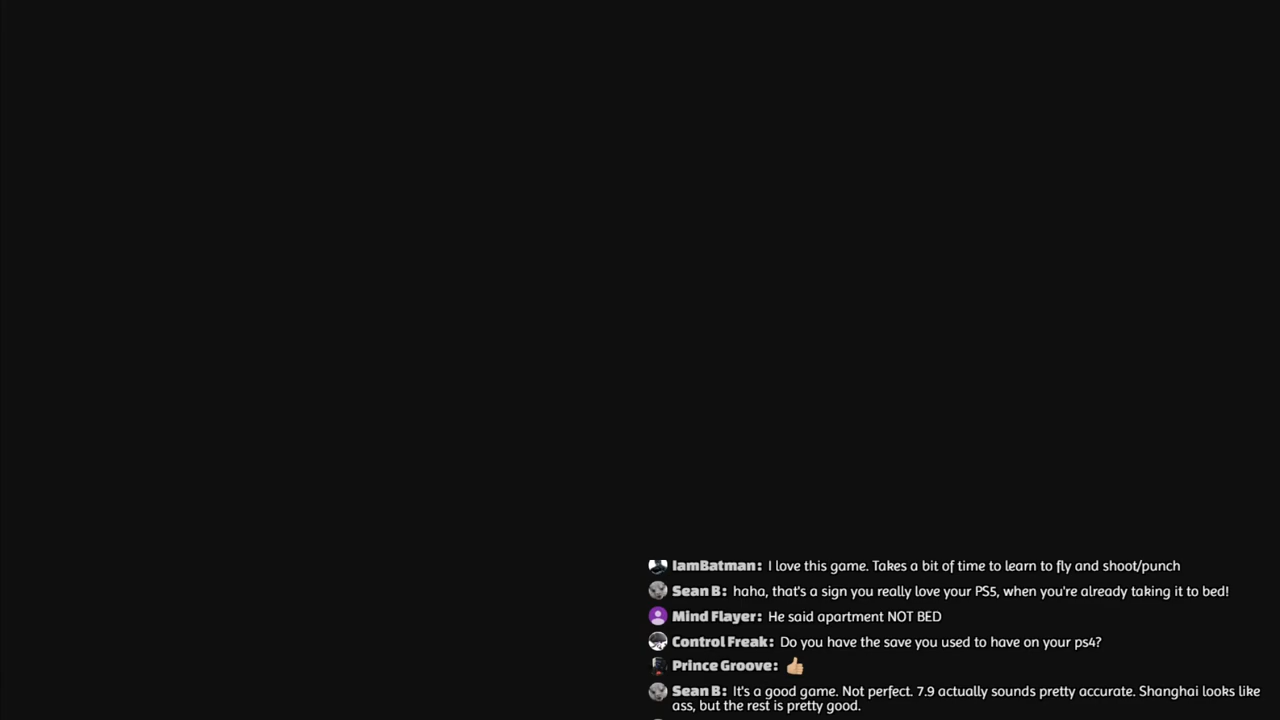 IamBatman: I love this game. Takes a bit of time to learn to fly and shoot/punch
Sean B: haha, that's a sign you really love your PS5, when you're already taking it to bed!
Mind Flayer: He said apartment NOT BED
Control Freak: Do you have the save you used to have on your ps4?
Prince Groove: 👍🏼
Sean B: It's a good game. Not perfect. 7.9 actually sounds pretty accurate. Shanghai looks like
ass, but the rest is pretty good.